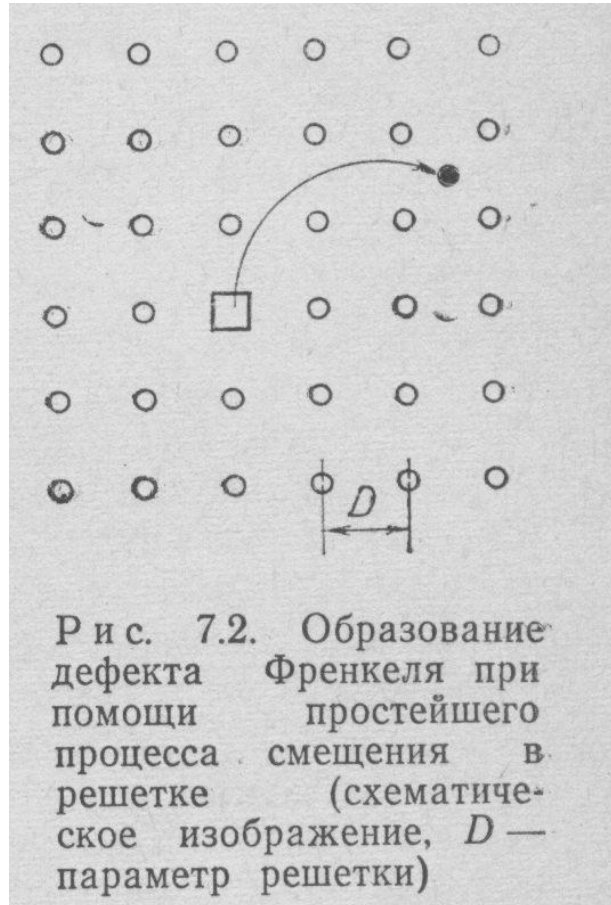 D
Рис. 7.2. Образование
дефекта Френкеля при
помощи простейшего
процесса смещения в
решетке (схематиче-
ское изображение, D —
параметр решетки)